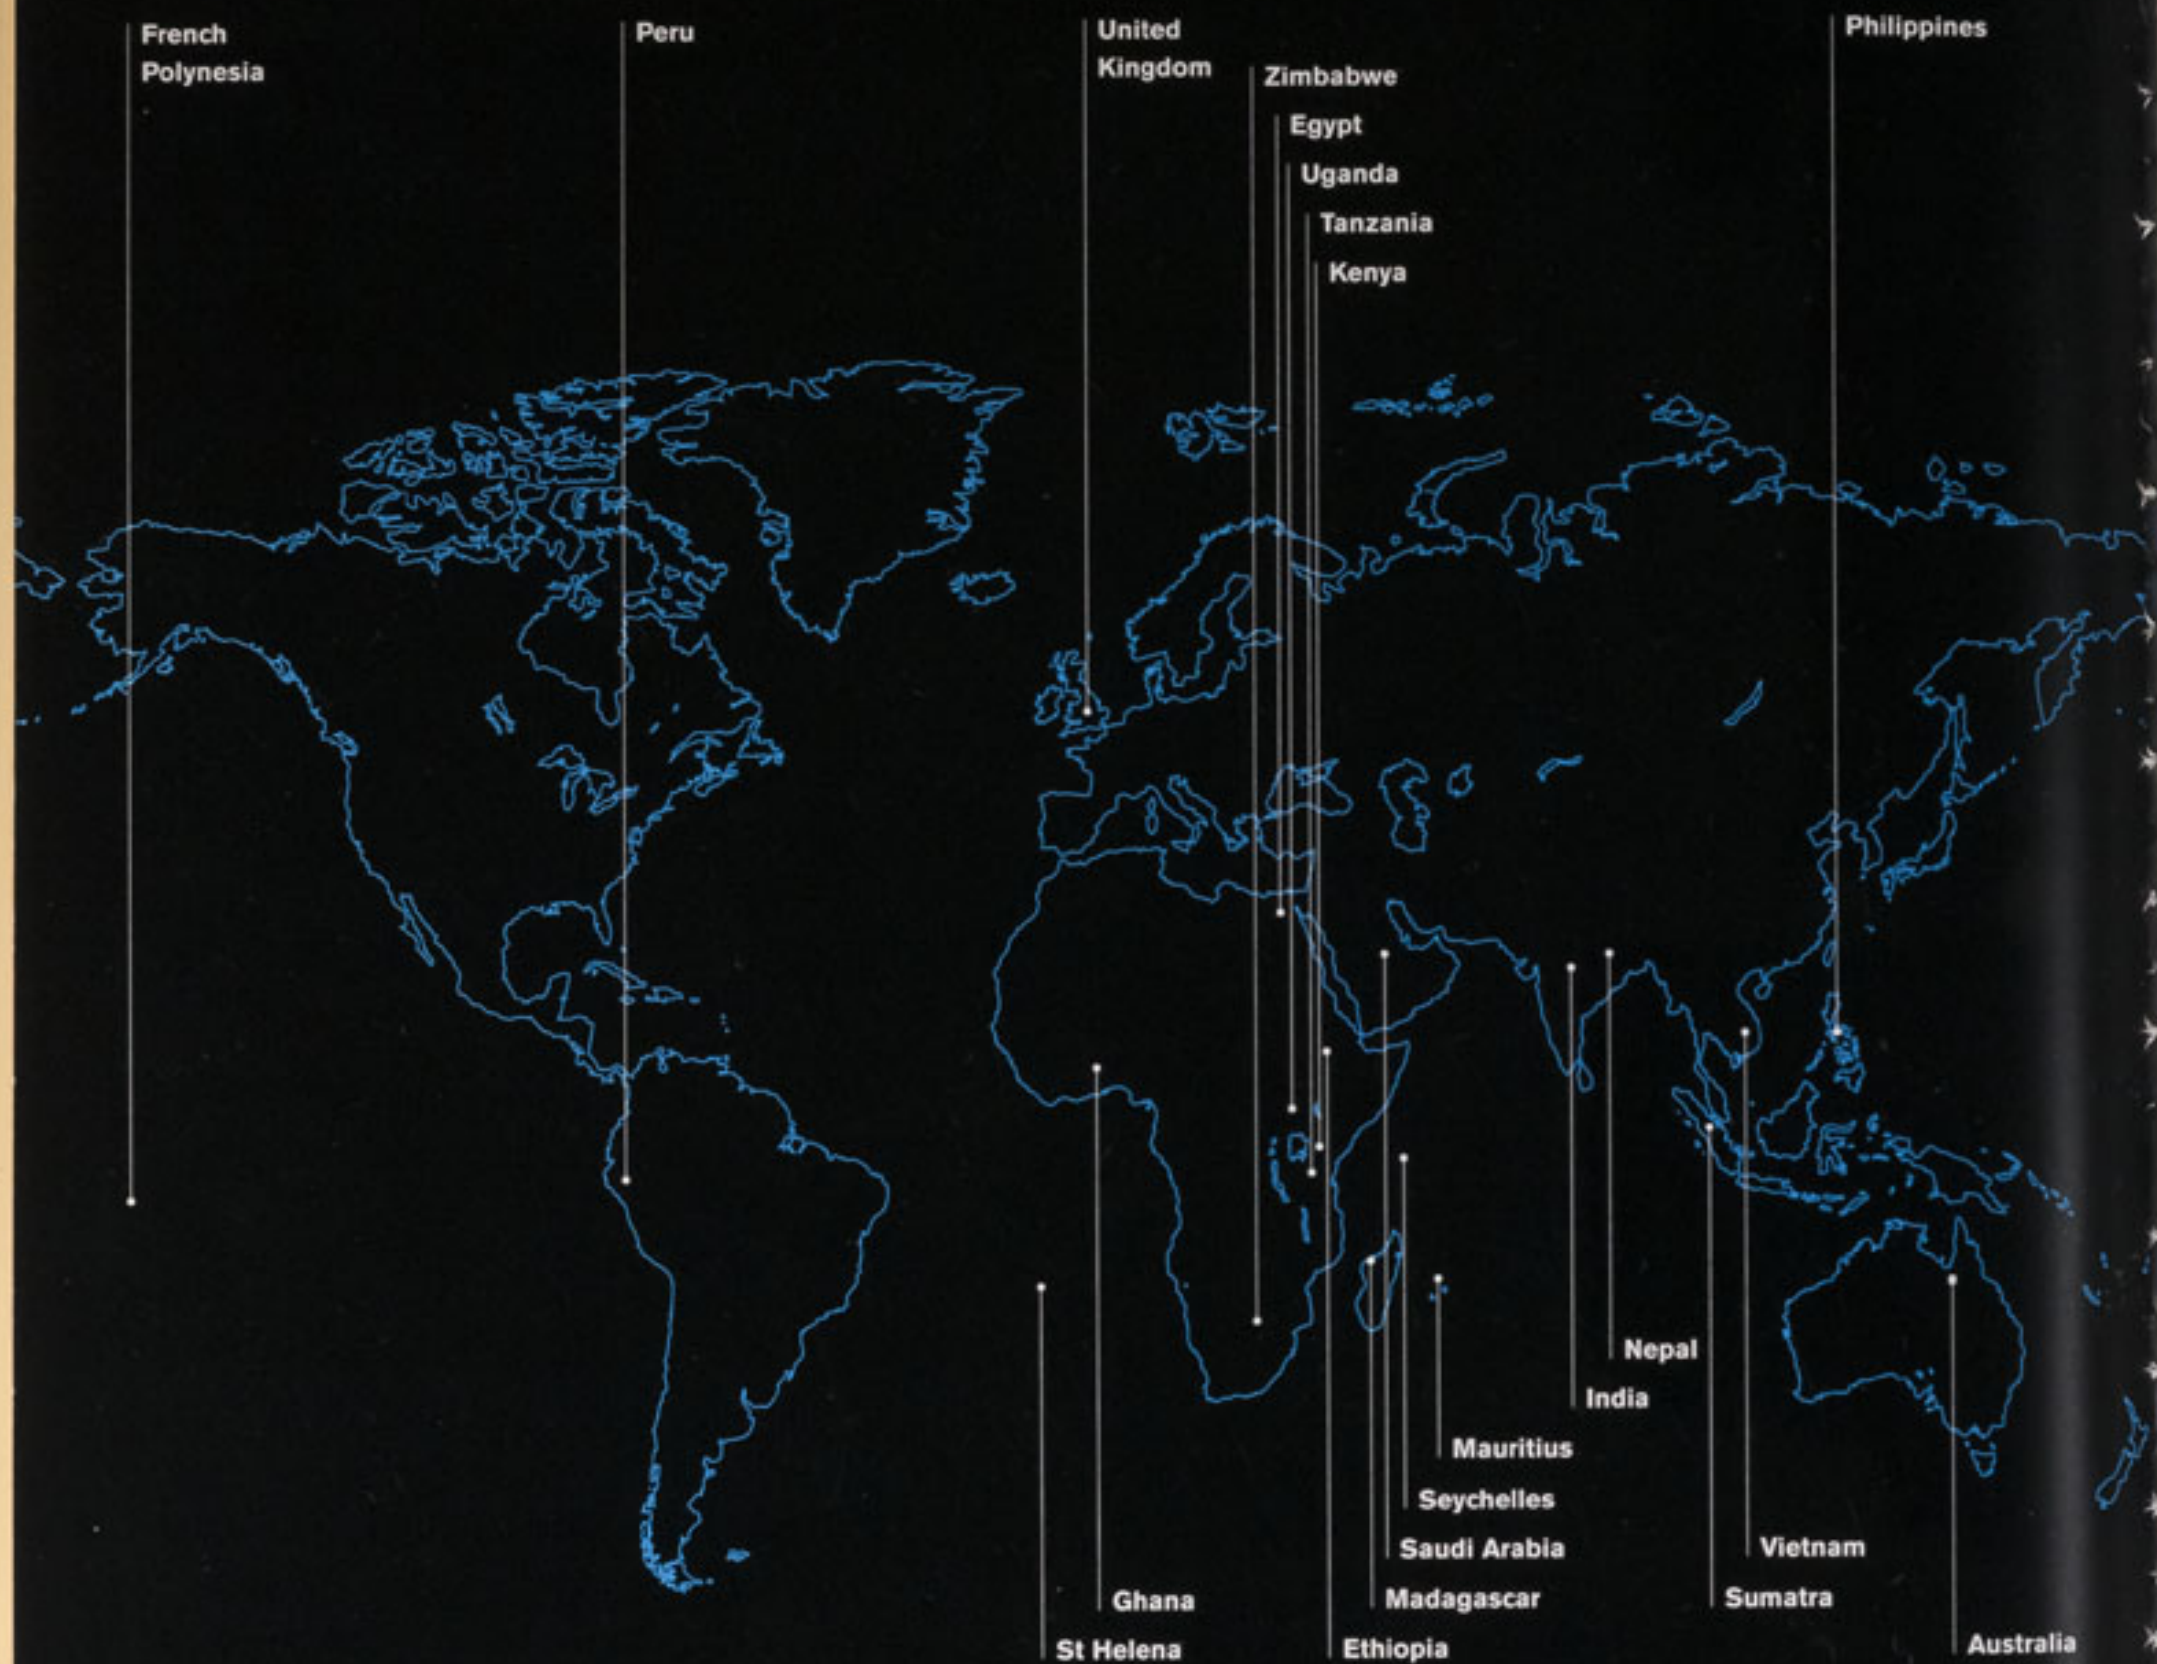 French
Polynesia
Peru
United
Kingdom
Zimbabwe
Egypt
Uganda
Tanzania
Kenya
Philippines
Nepal
India
Mauritius
Seychelles
Saudi Arabia
Vietnam
Madagascar
Sumatra
Ghana
St Helena
Ethiopia
Australia